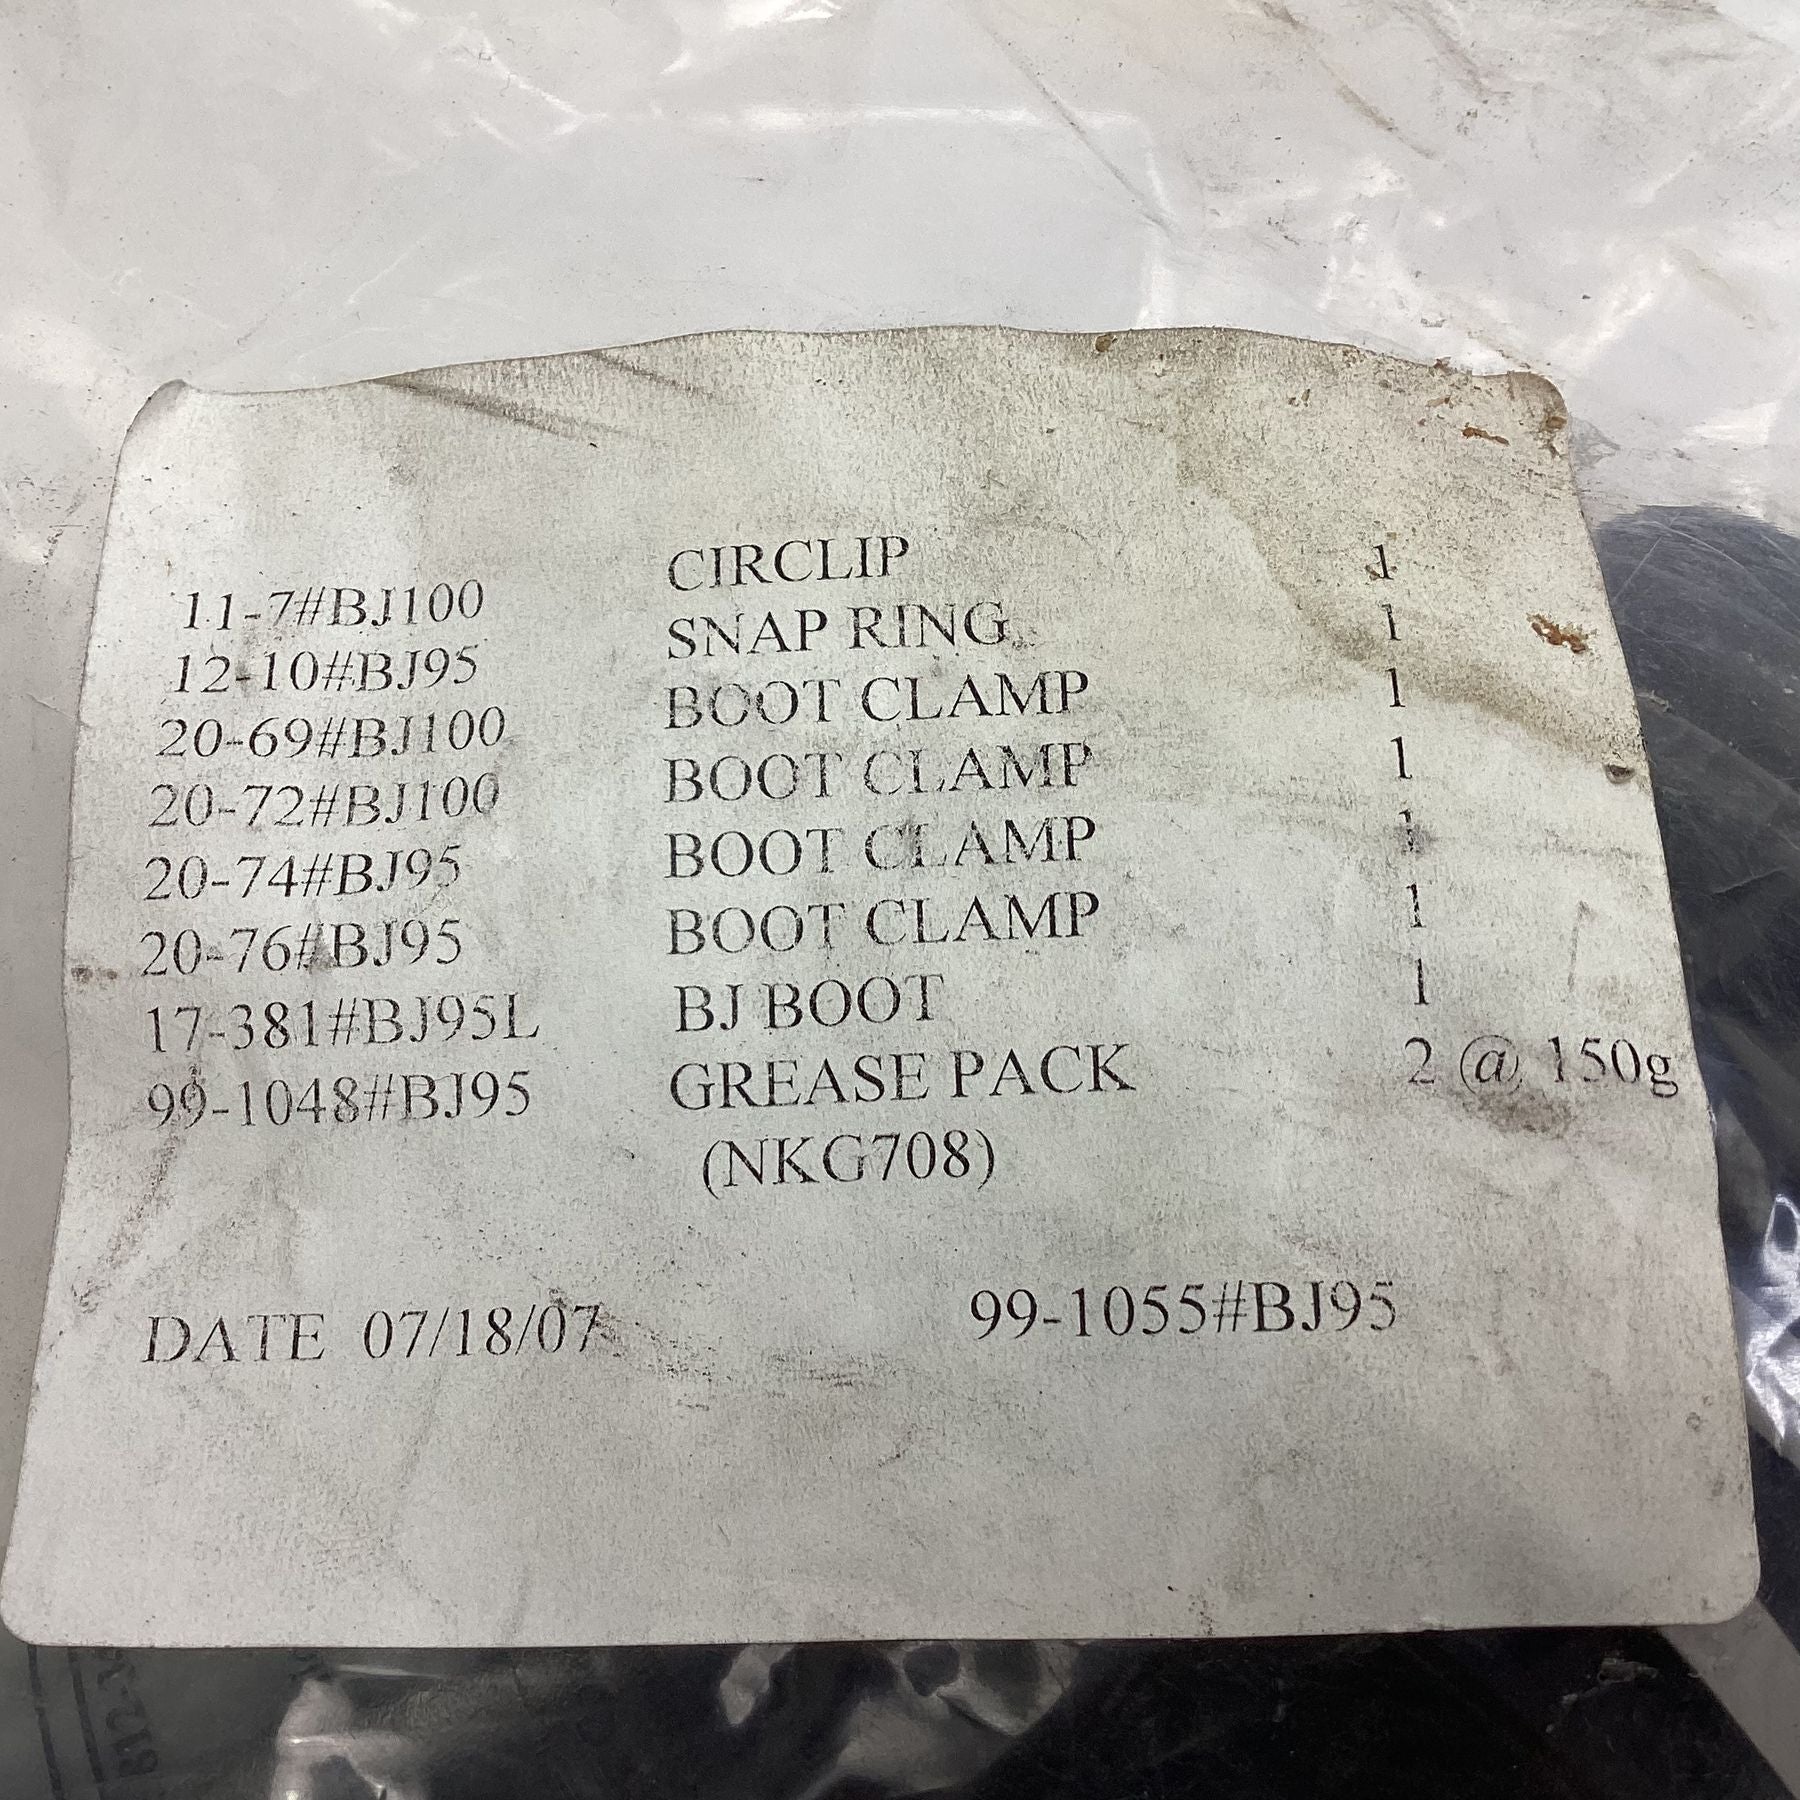 11-7#BJ100 CIRCLIP 1
12-10#BJ95 SNAP RING 1
20-69#BJ100 BOOT CLAMP 1
20-72#BJ100 BOOT CLAMP 1
20-74#BJ95 BOOT CLAMP 1
20-76#BJ95 BOOT CLAMP 1
17-381#BJ95L BJ BOOT 1
99-1048#BJ95 GREASE PACK 2 @ 150g
(NKG708)
DATE 07/18/07 99-1055#BJ95